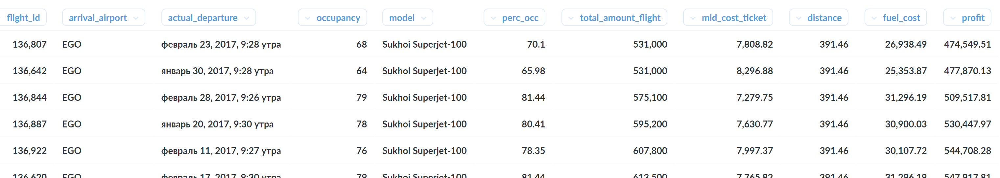 flight_id arrival_airport actual_departure occupancy model perc_occ total_amount_flight mid_cost_ticket distance fuel_cost profit
136,807 EGO февраль 23, 2017, 9:28 утра 68 Sukhoi Superjet-100 70.1 531,000 7,808.82 391.46 26,938.49 474,549.51
136,642 EGO январь 30, 2017, 9:28 утра 64 Sukhoi Superjet-100 65.98 531,000 8,296.88 391.46 25,353.87 477,870.13
136,844 EGO февраль 28, 2017, 9:26 утра 79 Sukhoi Superjet-100 81.44 575,100 7,279.75 391.46 31,296.19 509,517.81
136,887 EGO январь 20, 2017, 9:30 утра 78 Sukhoi Superjet-100 80.41 595,200 7,630.77 391.46 30,900.03 530,447.97
136,922 EGO февраль 11, 2017, 9:27 утра 76 Sukhoi Superjet-100 78.35 607,800 7,997.37 391.46 30,107.72 544,708.28
136,620 EGO февраль 17, 2017, 9:30 утра 79 Sukhoi Superjet-100 81.44 613,500 7,765.82 391.46 31,296.19 547,917.81